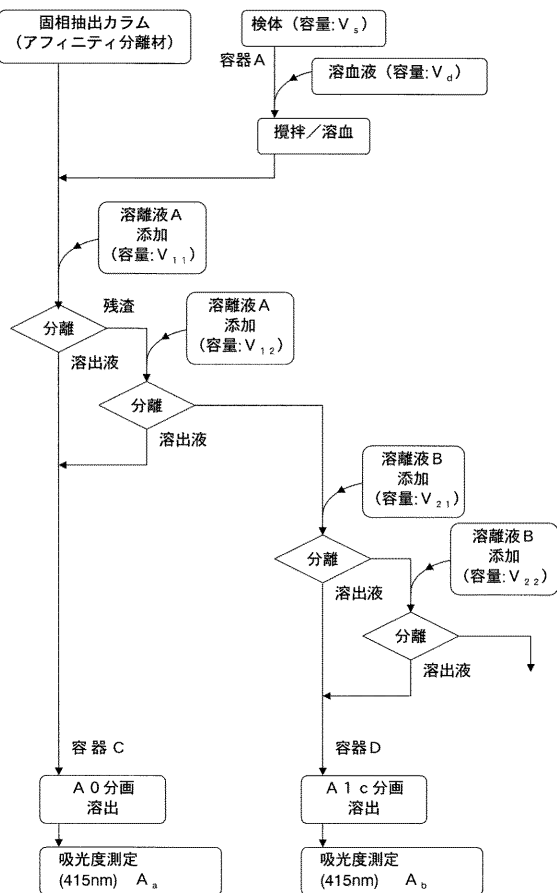 固相抽出カラム
(アフィニティ分離材)
検体 (容量:Vₛ)
容器A
溶血液 (容量:V_d)
攪拌/溶血
溶離液A
添加
(容量:V₁₁)
分離
残渣
溶出液
溶離液A
添加
(容量:V₁₂)
分離
溶出液
溶離液B
添加
(容量:V₂₁)
分離
溶出液
溶離液B
添加
(容量:V₂₂)
分離
溶出液
容器C
容器D
A0分画
溶出
A1c分画
溶出
吸光度測定
(415nm) Aₐ
吸光度測定
(415nm) A_b